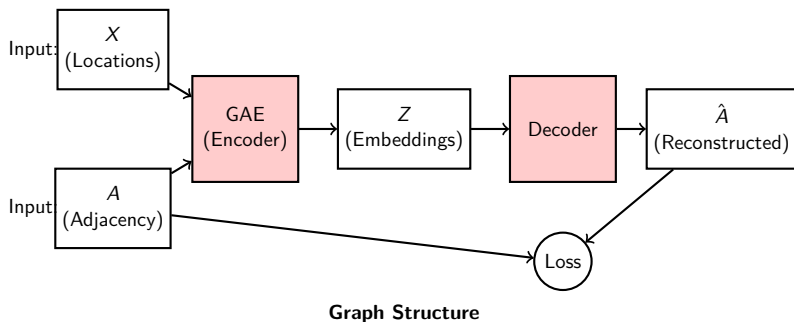 Input:
X
(Locations)
GAE
(Encoder)
Z
(Embeddings)
Decoder
Â
(Reconstructed)
Input:
A
(Adjacency)
Loss
Graph Structure